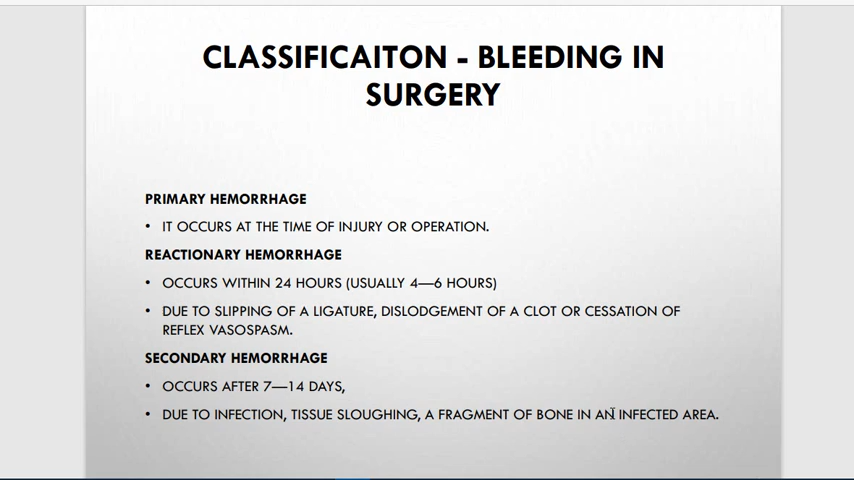 CLASSIFICAITON - BLEEDING IN
SURGERY
PRIMARY HEMORRHAGE
• IT OCCURS AT THE TIME OF INJURY OR OPERATION.
REACTIONARY HEMORRHAGE
• OCCURS WITHIN 24 HOURS (USUALLY 4—6 HOURS)
• DUE TO SLIPPING OF A LIGATURE, DISLODGEMENT OF A CLOT OR CESSATION OF
REFLEX VASOSPASM.
SECONDARY HEMORRHAGE
• OCCURS AFTER 7—14 DAYS,
• DUE TO INFECTION, TISSUE SLOUGHING, A FRAGMENT OF BONE IN AN INFECTED AREA.